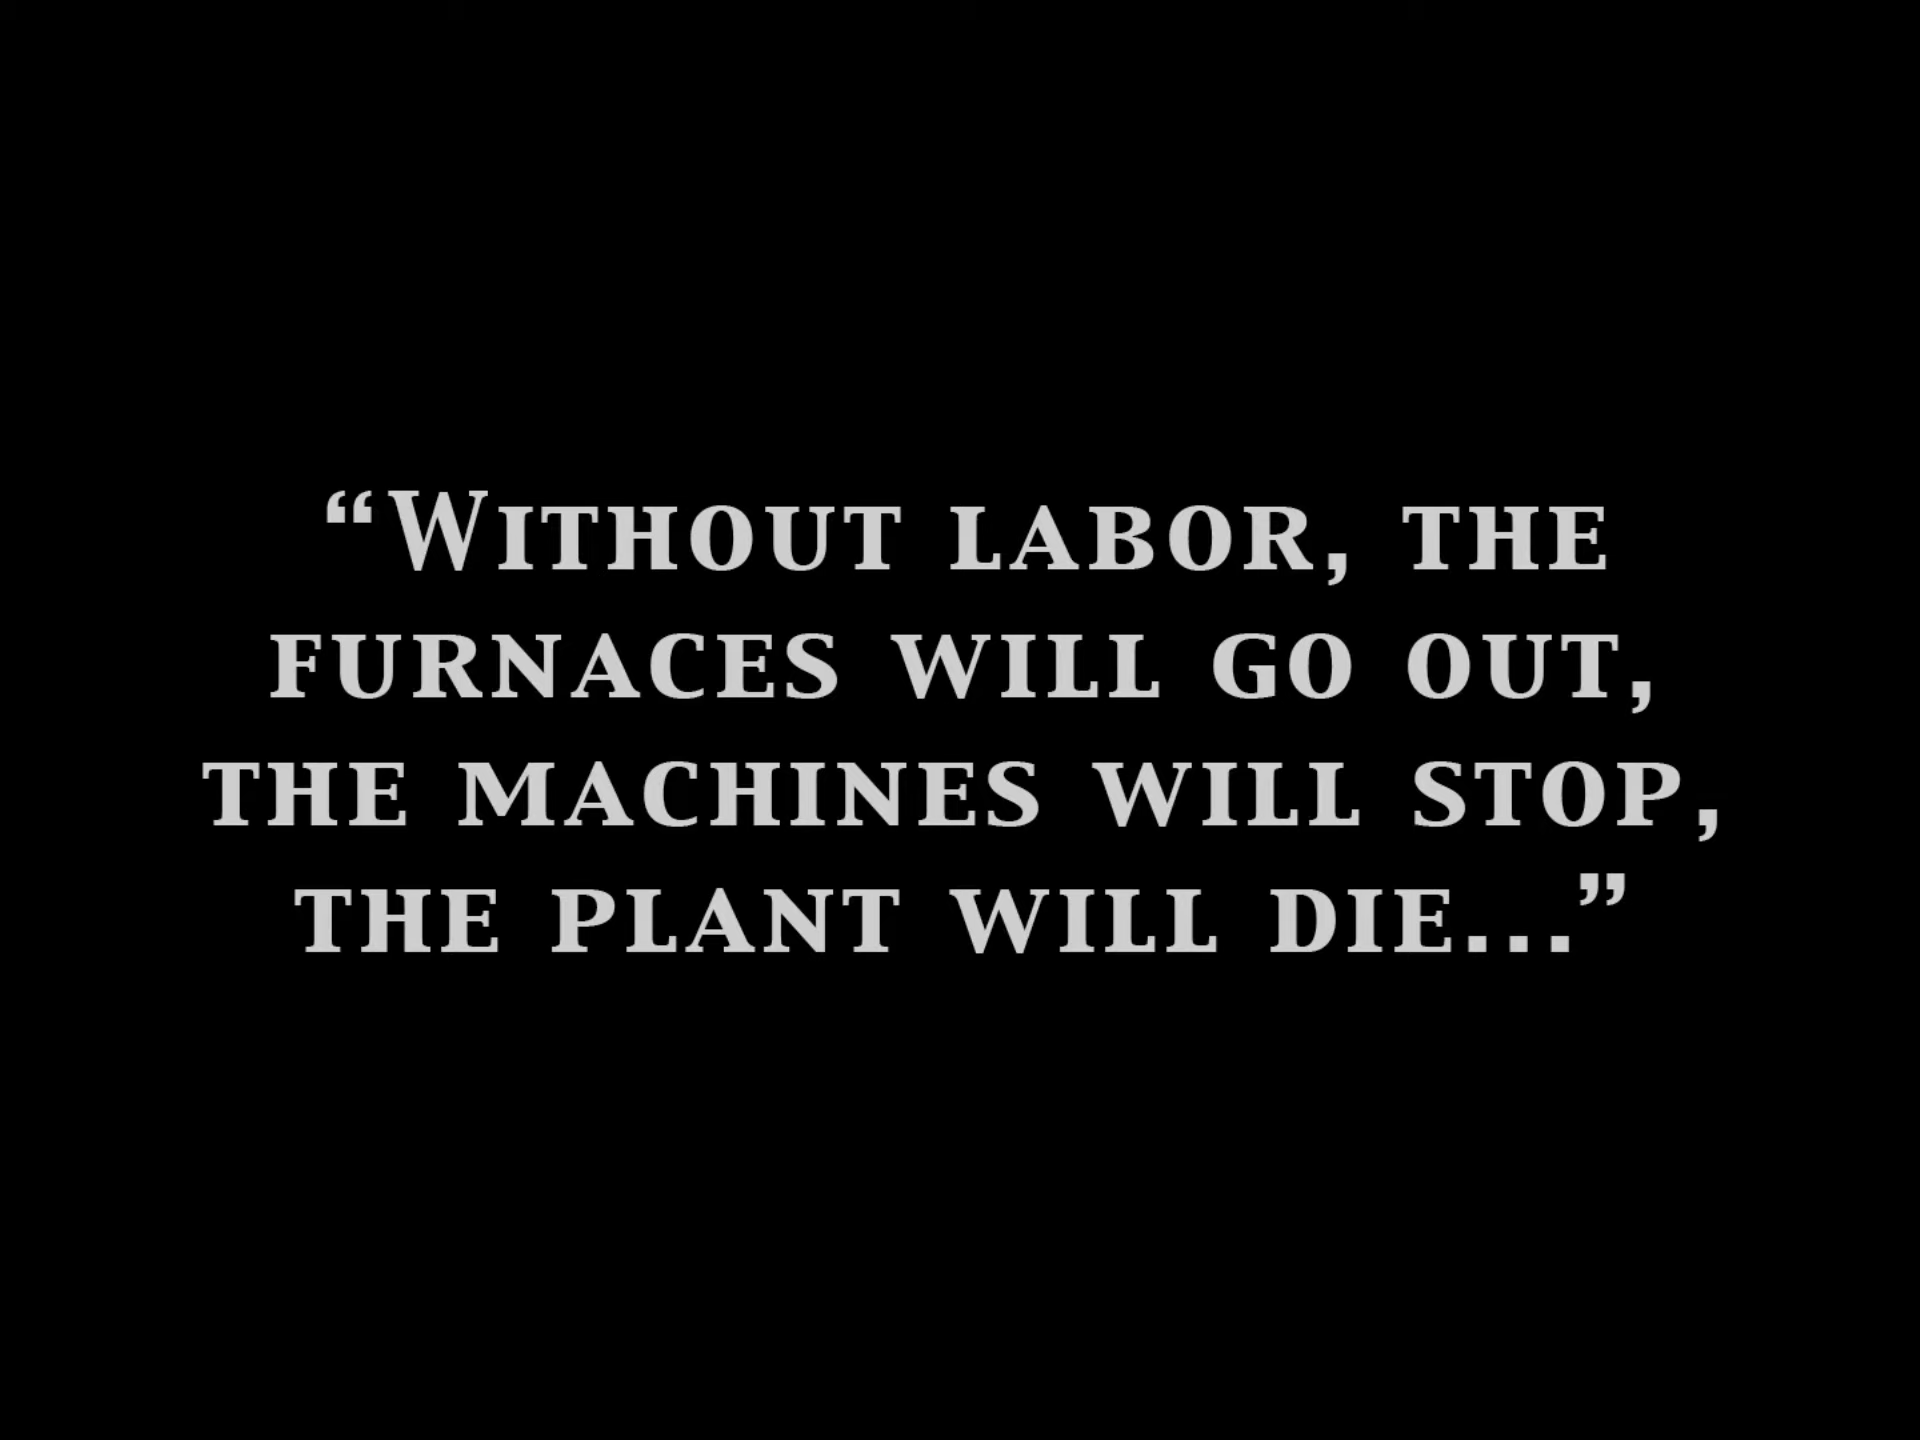 “Without labor, the
furnaces will go out,
the machines will stop,
the plant will die...”